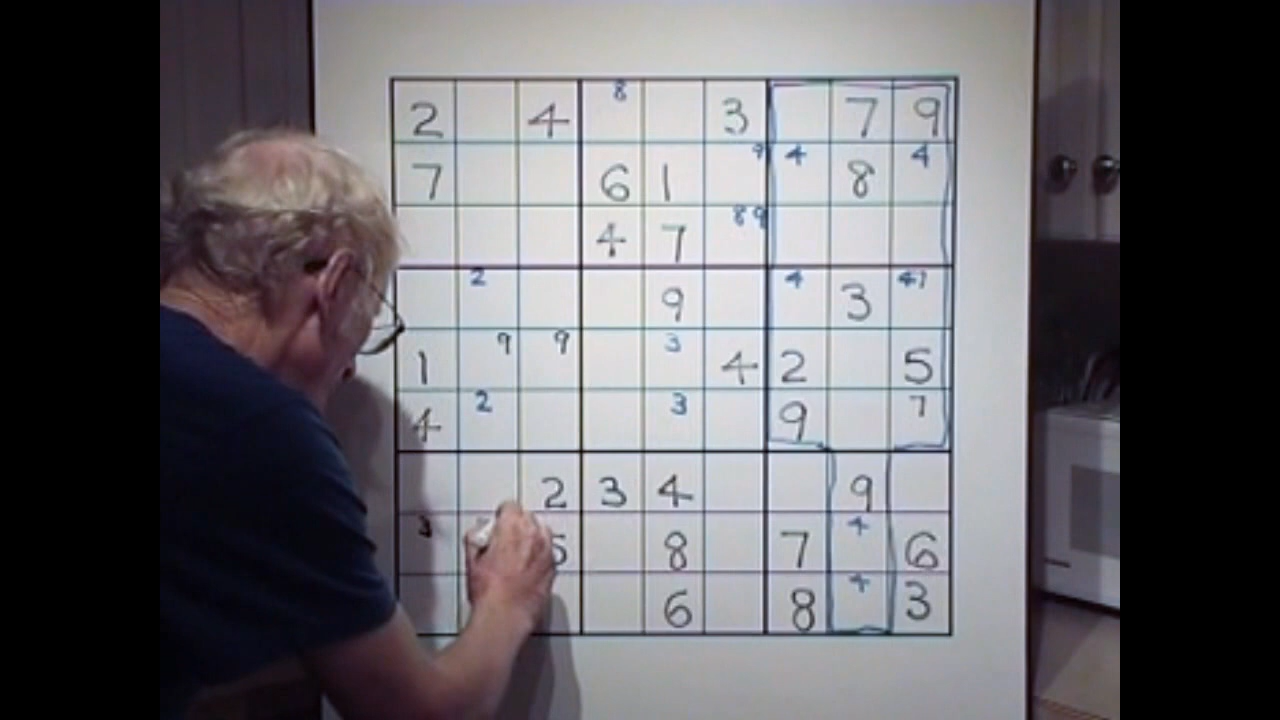 8
2 4 3 7 9
9 4 4
7 6 1 8
8 9
4 7
2 4 4 7
9 3
9 9 3
1 4 2 5
2 3 7
4 9
2 3 4 9
3 4
5 8 7 6
4
6 8 3